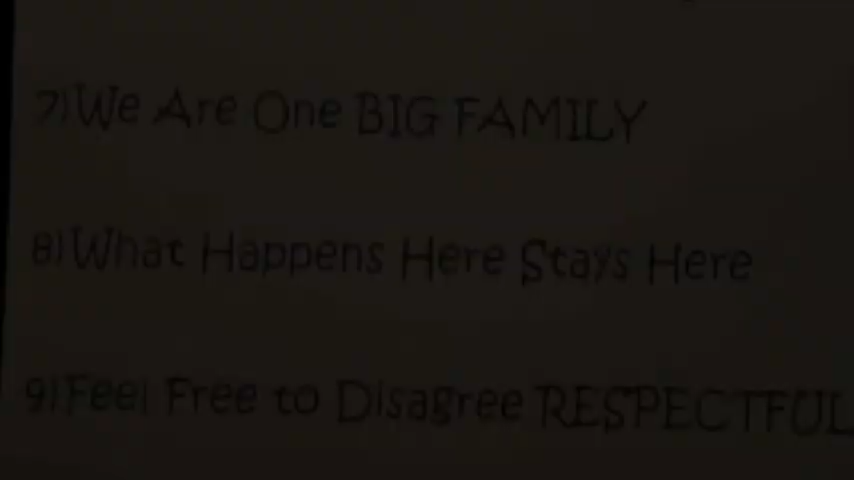 7) We Are One BIG FAMILY
8) What Happens Here Stays Here
9) Feel Free to Disagree RESPECTFUL